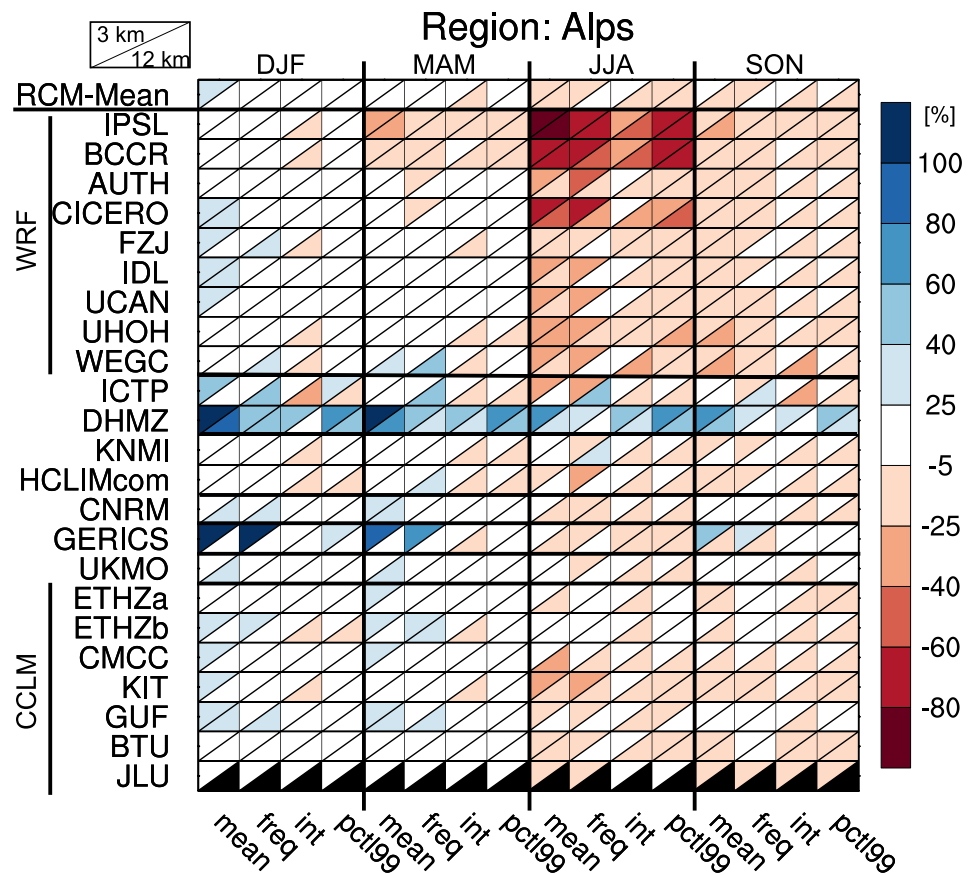 Region: Alps
3 km
12 km
DJF MAM JJA SON
RCM-Mean
IPSL
BCCR
AUTH
CICERO
FZJ
IDL
UCAN
UHOH
WEGC
WRF
ICTP
DHMZ
KNMI
HCLIMcom
CNRM
GERICS
UKMO
ETHZa
ETHZb
CMCC
KIT
GUF
BTU
JLU
CCLM
mean freq int pctl99 mean freq int pctl99 mean freq int pctl99 mean freq int pctl99
[%]
100
80
60
40
25
-5
-25
-40
-60
-80